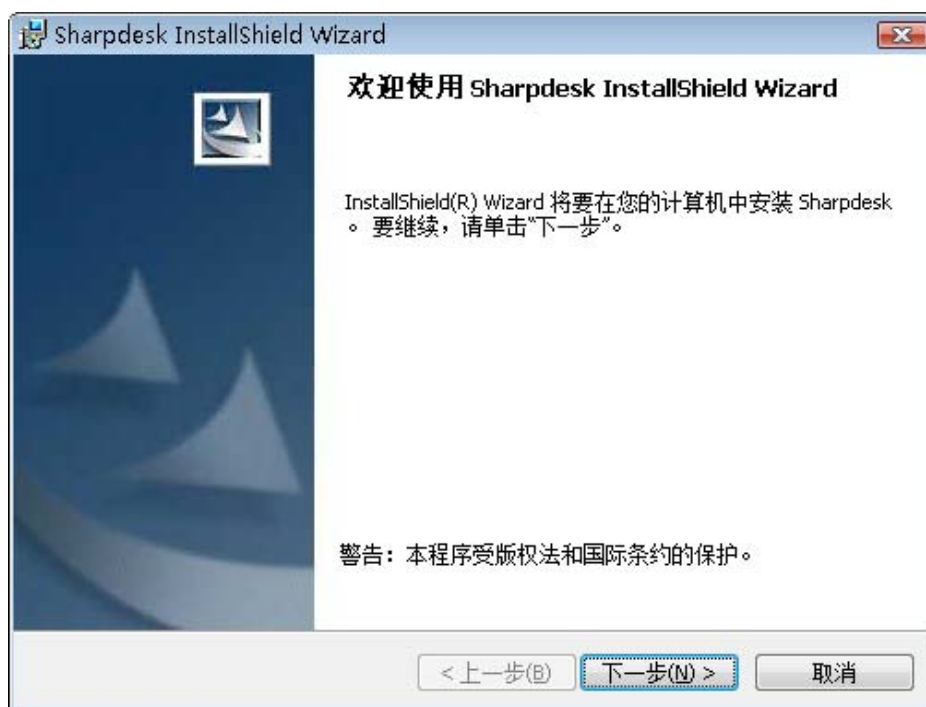 Sharpdesk InstallShield Wizard
欢迎使用 Sharpdesk InstallShield Wizard
InstallShield(R) Wizard 将要在您的计算机中安装 Sharpdesk
。 要继续，请单击“下一步”。
警告：本程序受版权法和国际条约的保护。
<上一步(B)
下一步(N) >
取消